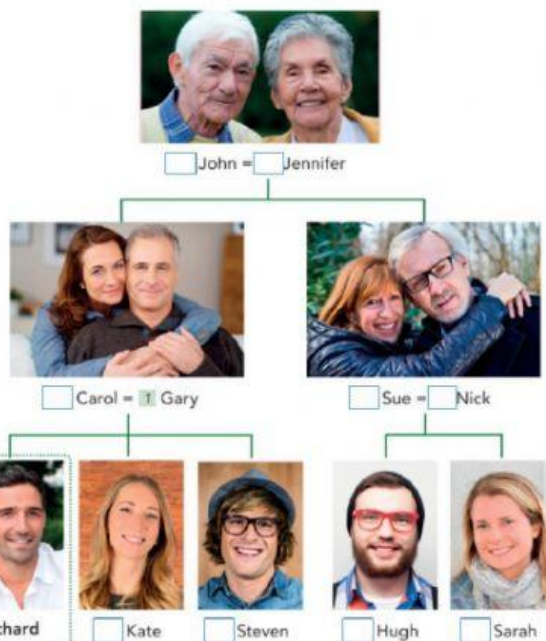 John = Jennifer
Carol = 1 Gary
Sue = Nick
chard Kate Steven Hugh Sarah